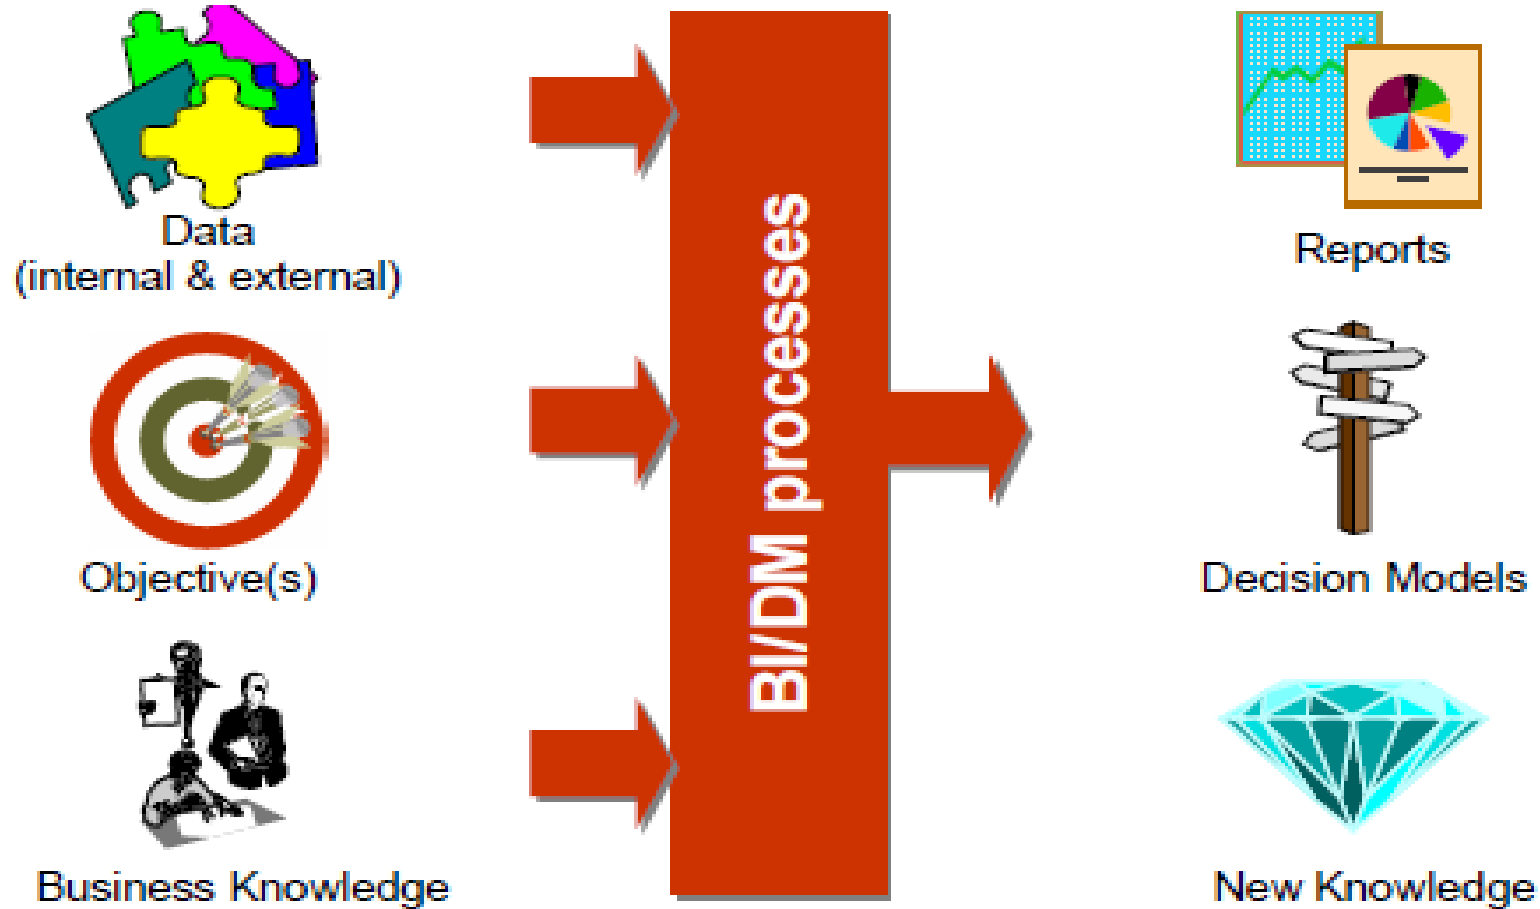 Data
(internal & external)
Objective(s)
Business Knowledge
BI/DM processes
Reports
Decision Models
New Knowledge